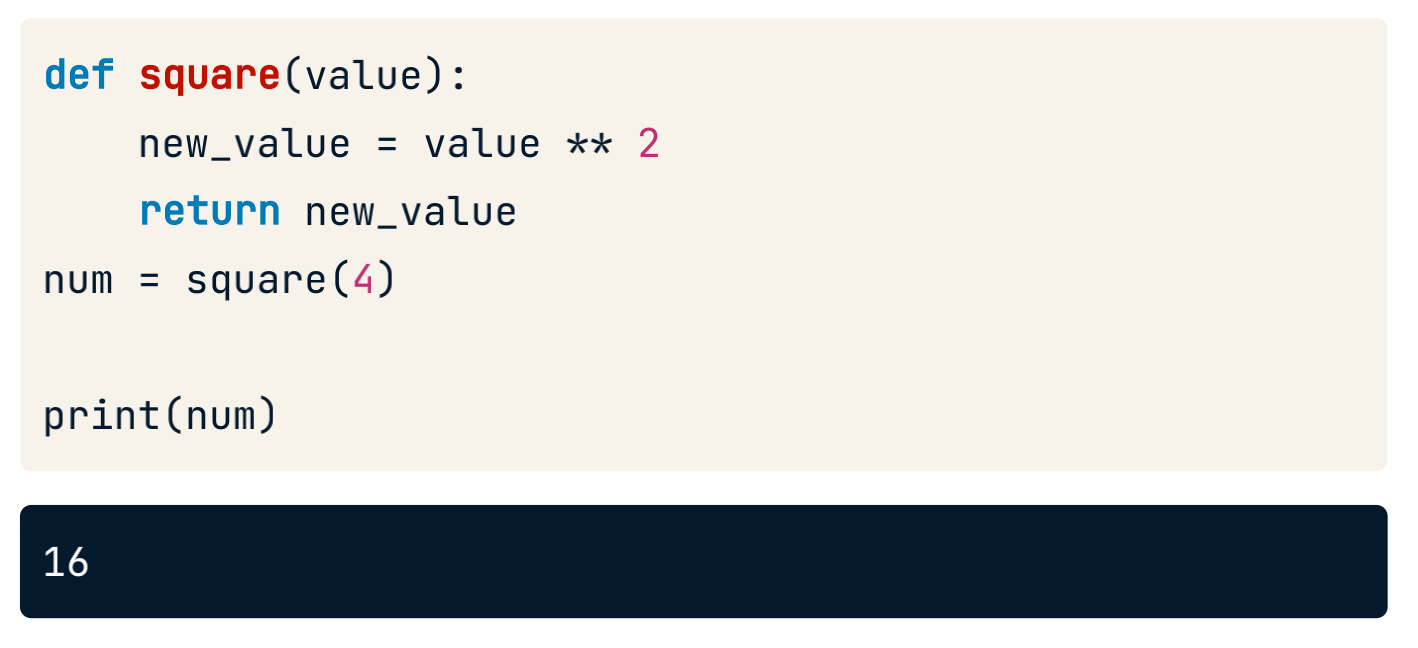 def square(value):
    new_value = value ** 2
    return new_value
num = square(4)
print(num)
16